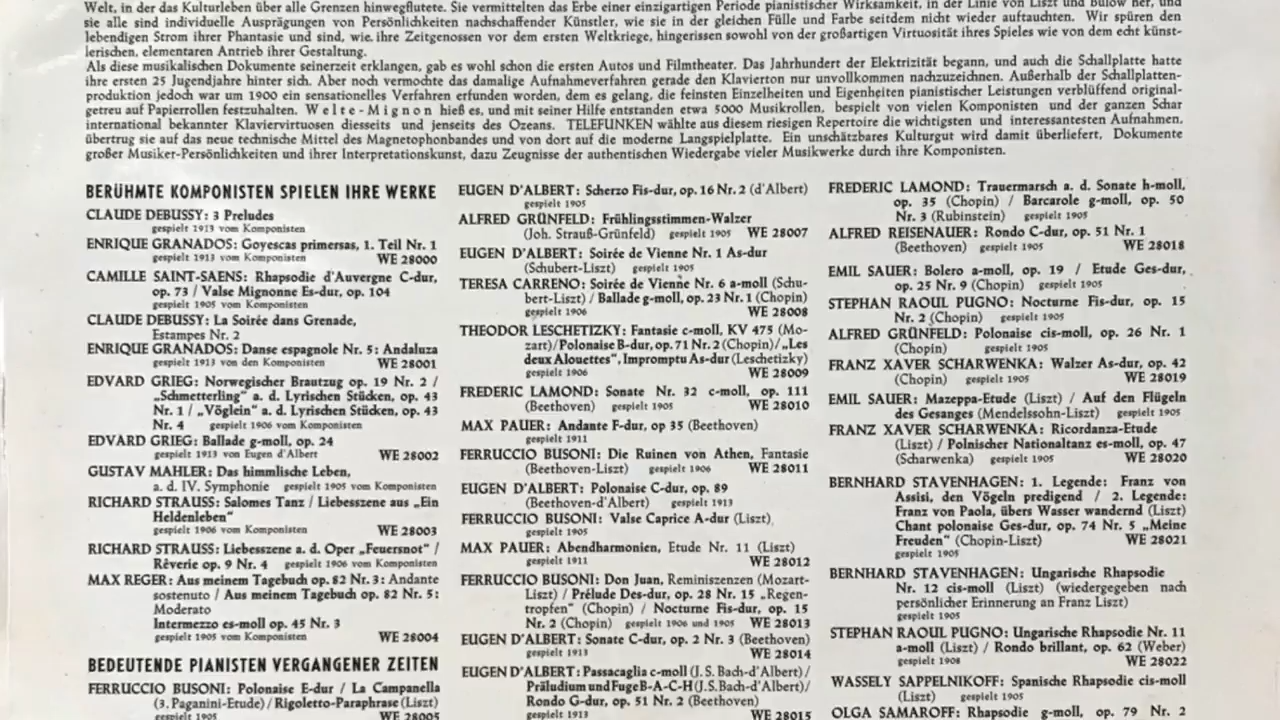 Welt, in der das Kulturleben über alle Grenzen hinwegflutete. Sie vermittelten das Erbe einer einzigartigen Periode pianistischer Wirksamkeit, in der Linie von Liszt und Bülow her, und
sie alle sind individuelle Ausprägungen von Persönlichkeiten nachschaffender Künstler, wie sie in der gleichen Fülle und Farbe seitdem nicht wieder auftauchten. Wir spüren den
lebendigen Strom ihrer Phantasie und sind, wie ihre Zeitgenossen vor dem ersten Weltkriege, hingerissen sowohl von der großartigen Virtuosität ihres Spieles wie von dem echt künst-
lerischen, elementaren Antrieb ihrer Gestaltung.
Als diese musikalischen Dokumente seinerzeit erklangen, gab es wohl schon die ersten Autos und Filmtheater. Das Jahrhundert der Elektrizität begann, und auch die Schallplatte hatte
ihre ersten 25 Jugendjahre hinter sich. Aber noch vermochte das damalige Aufnahmeverfahren gerade den Klavierton nur unvollkommen nachzuzeichnen. Außerhalb der Schallplatten-
produktion jedoch war um 1900 ein sensationelles Verfahren erfunden worden, dem es gelang, die feinsten Einzelheiten und Eigenheiten pianistischer Leistungen verblüffend original-
getreu auf Papierrollen festzuhalten. Welte-Mignon hieß es, und mit seiner Hilfe entstanden etwa 5000 Musikrollen, bespielt von vielen Komponisten und der ganzen Schar
international bekannter Klaviervirtuosen diesseits und jenseits des Ozeans. TELEFUNKEN wählte aus diesem riesigen Repertoire die wichtigsten und interessantesten Aufnahmen,
übertrug sie auf das neue technische Mittel des Magnetophonbandes und von dort auf die moderne Langspielplatte. Ein unschätzbares Kulturgut wird damit überliefert, Dokumente
großer Musiker-Persönlichkeiten und ihrer Interpretationskunst, dazu Zeugnisse der authentischen Wiedergabe vieler Musikwerke durch ihre Komponisten.
BERÜHMTE KOMPONISTEN SPIELEN IHRE WERKE
CLAUDE DEBUSSY: 3 Preludes
gespielt 1913 vom Komponisten
ENRIQUE GRANADOS: Goyescas primersas, 1. Teil Nr. 1
gespielt 1913 vom Komponisten WE 28000
CAMILLE SAINT-SAENS: Rhapsodie d'Auvergne C-dur,
op. 73 / Valse Mignonne Es-dur, op. 104
gespielt 1905 vom Komponisten
CLAUDE DEBUSSY: La Soirée dans Grenade,
Estampes Nr. 2
ENRIQUE GRANADOS: Danse espagnole Nr. 5: Andaluza
gespielt 1913 von den Komponisten WE 28001
EDVARD GRIEG: Norwegischer Brautzug op. 19 Nr. 2 /
„Schmetterling" a. d. Lyrischen Stücken, op. 43
Nr. 1 / „Vöglein" a. d. Lyrischen Stücken, op. 43
Nr. 4 gespielt 1906 vom Komponisten
EDVARD GRIEG: Ballade g-moll, op. 24
gespielt 1913 von Eugen d'Albert WE 28002
GUSTAV MAHLER: Das himmlische Leben,
a. d. IV. Symphonie gespielt 1905 vom Komponisten
RICHARD STRAUSS: Salomes Tanz / Liebesszene aus „Ein
Heldenleben"
gespielt 1906 vom Komponisten WE 28003
RICHARD STRAUSS: Liebesszene a. d. Oper „Feuersnot" /
Rêverie op. 9 Nr. 4 gespielt 1906 vom Komponisten
MAX REGER: Aus meinem Tagebuch op. 82 Nr. 3: Andante
sostenuto / Aus meinem Tagebuch op. 82 Nr. 5:
Moderato
Intermezzo es-moll op. 45 Nr. 3
gespielt 1905 vom Komponisten WE 28004
BEDEUTENDE PIANISTEN VERGANGENER ZEITEN
FERRUCCIO BUSONI: Polonaise E-dur / La Campanella
(3. Paganini-Etude) / Rigoletto-Paraphrase (Liszt)
gespielt 1905 WE 28005
EUGEN D'ALBERT: Scherzo Fis-dur, op. 16 Nr. 2 (d'Albert)
gespielt 1905
ALFRED GRÜNFELD: Frühlingsstimmen-Walzer
(Joh. Strauß-Grünfeld) gespielt 1905 WE 28007
EUGEN D'ALBERT: Soirée de Vienne Nr. 1 As-dur
(Schubert-Liszt) gespielt 1905
TERESA CARRENO: Soirée de Vienne Nr. 6 a-moll (Schu-
bert-Liszt) / Ballade g-moll, op. 23 Nr. 1 (Chopin)
gespielt 1906 WE 28008
THEODOR LESCHETIZKY: Fantasie c-moll, KV 475 (Mo-
zart)/Polonaise B-dur, op. 71 Nr. 2 (Chopin)/„Les
deux Alouettes", Impromptu As-dur (Leschetizky)
gespielt 1906 WE 28009
FREDERIC LAMOND: Sonate Nr. 32 c-moll, op. 111
(Beethoven) gespielt 1905 WE 28010
MAX PAUER: Andante F-dur, op 35 (Beethoven)
gespielt 1911
FERRUCCIO BUSONI: Die Ruinen von Athen, Fantasie
(Beethoven-Liszt) gespielt 1906 WE 28011
EUGEN D'ALBERT: Polonaise C-dur, op. 89
(Beethoven-d'Albert) gespielt 1913
FERRUCCIO BUSONI: Valse Caprice A-dur (Liszt)
gespielt 1905
MAX PAUER: Abendharmonien, Etude Nr. 11 (Liszt)
gespielt 1911 WE 28012
FERRUCCIO BUSONI: Don Juan, Reminiszenzen (Mozart-
Liszt) / Prélude Des-dur, op. 28 Nr. 15 „Regen-
tropfen" (Chopin) / Nocturne Fis-dur, op. 15
Nr. 2 (Chopin) gespielt 1906 und 1905 WE 28013
EUGEN D'ALBERT: Sonate C-dur, op. 2 Nr. 3 (Beethoven)
gespielt 1913 WE 28014
EUGEN D'ALBERT: Passacaglia c-moll (J. S. Bach-d'Albert) /
Präludium und Fuge B-A-C-H (J. S. Bach-d'Albert) /
Rondo G-dur, op. 51 Nr. 2 (Beethoven)
gespielt 1913 WE 28015
FREDERIC LAMOND: Trauermarsch a. d. Sonate h-moll,
op. 35 (Chopin) / Barcarole g-moll, op. 50
Nr. 3 (Rubinstein) gespielt 1905
ALFRED REISENAUER: Rondo C-dur, op. 51 Nr. 1
(Beethoven) gespielt 1905 WE 28018
EMIL SAUER: Bolero a-moll, op. 19 / Etude Ges-dur,
op. 25 Nr. 9 (Chopin) gespielt 1905
STEPHAN RAOUL PUGNO: Nocturne Fis-dur, op. 15
Nr. 2 (Chopin) gespielt 1905
ALFRED GRÜNFELD: Polonaise cis-moll, op. 26 Nr. 1
(Chopin) gespielt 1905
FRANZ XAVER SCHARWENKA: Walzer As-dur, op. 42
(Chopin) gespielt 1905 WE 28019
EMIL SAUER: Mazeppa-Etude (Liszt) / Auf den Flügeln
des Gesanges (Mendelssohn-Liszt) gespielt 1905
FRANZ XAVER SCHARWENKA: Ricordanza-Etude
(Liszt) / Polnischer Nationaltanz es-moll, op. 47
(Scharwenka) gespielt 1905 WE 28020
BERNHARD STAVENHAGEN: 1. Legende: Franz von
Assisi, den Vögeln predigend / 2. Legende:
Franz von Paola, übers Wasser wandernd (Liszt)
Chant polonaise Ges-dur, op. 74 Nr. 5 „Meine
Freuden" (Chopin-Liszt) WE 28021
gespielt 1905
BERNHARD STAVENHAGEN: Ungarische Rhapsodie
Nr. 12 cis-moll (Liszt) (wiedergegeben nach
persönlicher Erinnerung an Franz Liszt)
gespielt 1905
STEPHAN RAOUL PUGNO: Ungarische Rhapsodie Nr. 11
a-moll (Liszt) / Rondo brillant, op. 62 (Weber)
gespielt 1908 WE 28022
WASSELY SAPPELNIKOFF: Spanische Rhapsodie cis-moll
(Liszt) gespielt 1905
OLGA SAMAROFF: Rhapsodie g-moll, op. 79 Nr. 2